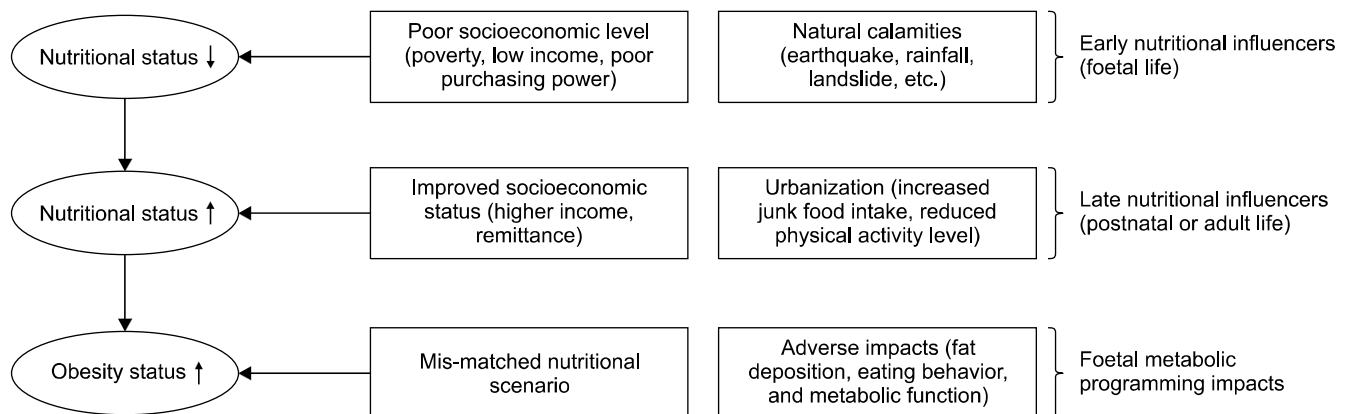 Nutritional status ↓
Poor socioeconomic level
(poverty, low income, poor
purchasing power)
Natural calamities
(earthquake, rainfall,
landslide, etc.)
Early nutritional influencers
(foetal life)
Nutritional status ↑
Improved socioeconomic
status (higher income,
remittance)
Urbanization (increased
junk food intake, reduced
physical activity level)
Late nutritional influencers
(postnatal or adult life)
Obesity status ↑
Mis-matched nutritional
scenario
Adverse impacts (fat
deposition, eating behavior,
and metabolic function)
Foetal metabolic
programming impacts